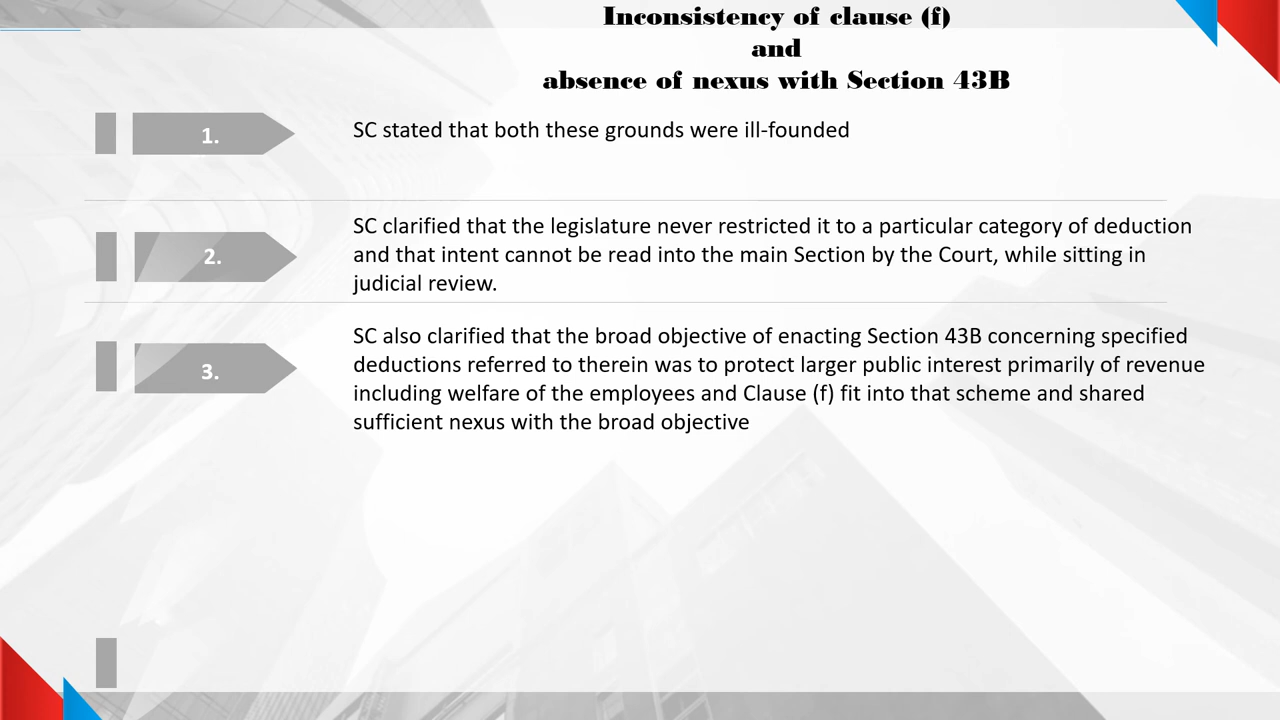 Inconsistency of clause (f)
and
absence of nexus with Section 43B
1.
SC stated that both these grounds were ill-founded
2.
SC clarified that the legislature never restricted it to a particular category of deduction
and that intent cannot be read into the main Section by the Court, while sitting in
judicial review.
3.
SC also clarified that the broad objective of enacting Section 43B concerning specified
deductions referred to therein was to protect larger public interest primarily of revenue
including welfare of the employees and Clause (f) fit into that scheme and shared
sufficient nexus with the broad objective